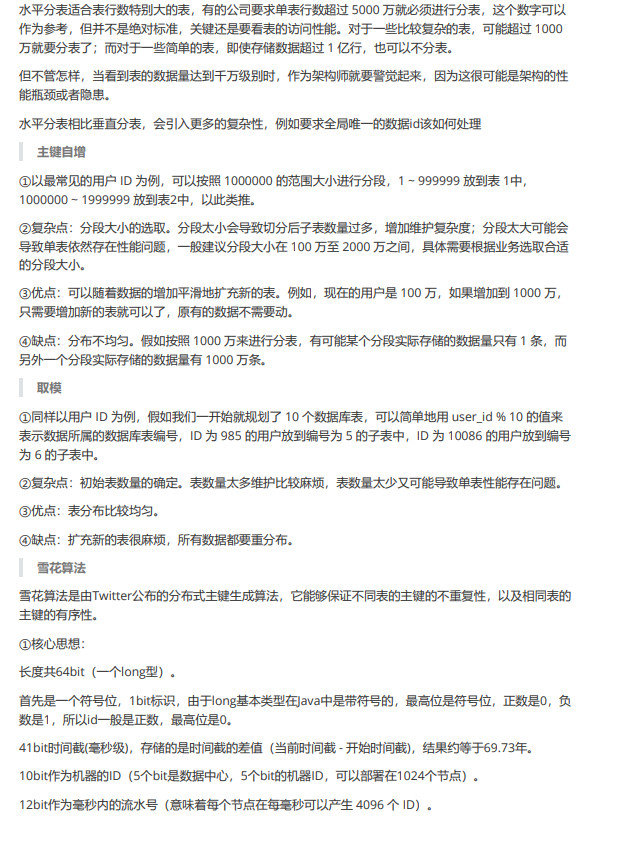 水平分表适合表行数特别大的表，有的公司要求单表行数超过 5000 万就必须进行分表，这个数字可以
作为参考，但并不是绝对标准，关键还是要看表的访问性能。对于一些比较复杂的表，可能超过 1000
万就要分表了；而对于一些简单的表，即使存储数据超过 1 亿行，也可以不分表。
但不管怎样，当看到表的数据量达到千万级别时，作为架构师就要警觉起来，因为这很可能是架构的性
能瓶颈或者隐患。
水平分表相比垂直分表，会引入更多的复杂性，例如要求全局唯一的数据id该如何处理
主键自增
①以最常见的用户 ID 为例，可以按照 1000000 的范围大小进行分段，1 ~ 999999 放到表 1中，
1000000 ~ 1999999 放到表2中，以此类推。
②复杂点：分段大小的选取。分段太小会导致切分后子表数量过多，增加维护复杂度；分段太大可能会
导致单表依然存在性能问题，一般建议分段大小在 100 万至 2000 万之间，具体需要根据业务选取合适
的分段大小。
③优点：可以随着数据的增加平滑地扩充新的表。例如，现在的用户是 100 万，如果增加到 1000 万，
只需要增加新的表就可以了，原有的数据不需要动。
④缺点：分布不均匀。假如按照 1000 万来进行分表，有可能某个分段实际存储的数据量只有 1 条，而
另外一个分段实际存储的数据量有 1000 万条。
取模
①同样以用户 ID 为例，假如我们一开始就规划了 10 个数据库表，可以简单地用 user_id % 10 的值来
表示数据所属的数据库表编号，ID 为 985 的用户放到编号为 5 的子表中，ID 为 10086 的用户放到编号
为 6 的子表中。
②复杂点：初始表数量的确定。表数量太多维护比较麻烦，表数量太少又可能导致单表性能存在问题。
③优点：表分布比较均匀。
④缺点：扩充新的表很麻烦，所有数据都要重分布。
雪花算法
雪花算法是由Twitter公布的分布式主键生成算法，它能够保证不同表的主键的不重复性，以及相同表的
主键的有序性。
①核心思想：
长度共64bit（一个long型）。
首先是一个符号位，1bit标识，由于long基本类型在Java中是带符号的，最高位是符号位，正数是0，负
数是1，所以id一般是正数，最高位是0。
41bit时间截(毫秒级)，存储的是时间截的差值（当前时间截 - 开始时间截)，结果约等于69.73年。
10bit作为机器的ID（5个bit是数据中心，5个bit的机器ID，可以部署在1024个节点）。
12bit作为毫秒内的流水号（意味着每个节点在每毫秒可以产生 4096 个 ID）。